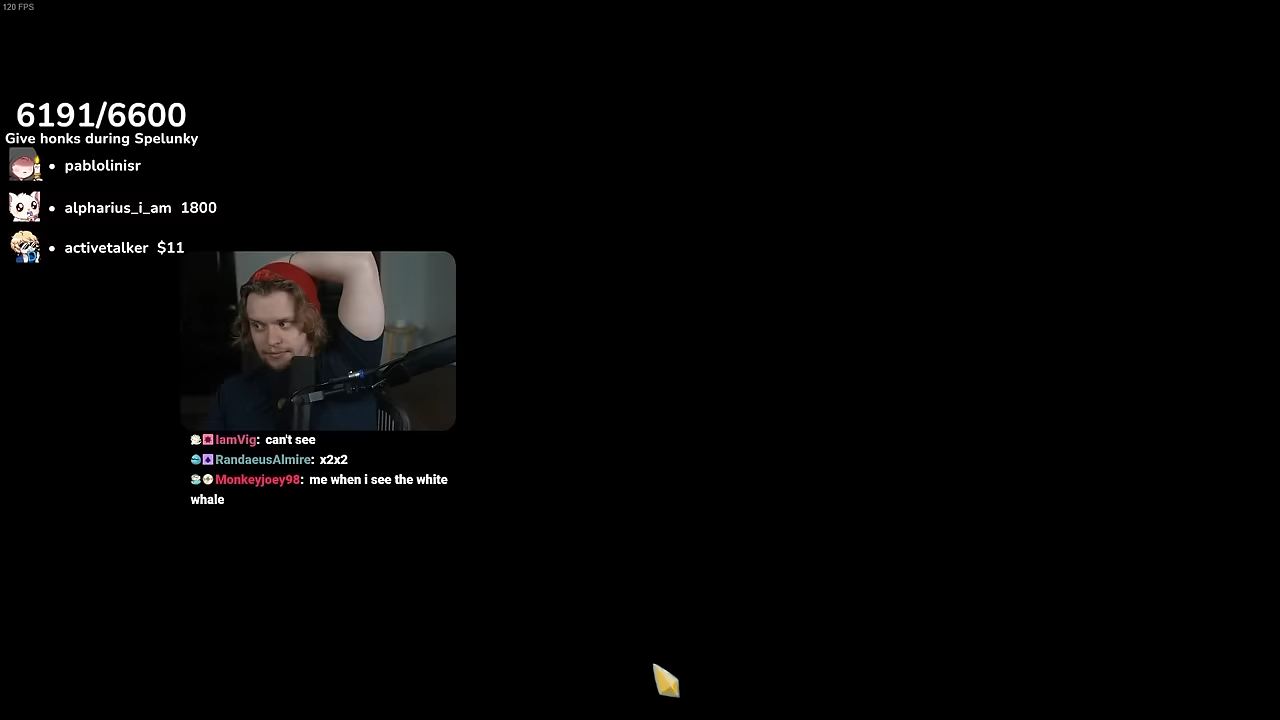 120 FPS
6191/6600
Give honks during Spelunky
• pablolinisr
• alpharius_i_am 1800
• activetalker $11
IamVig: can't see
RandaeusAlmire: x2x2
Monkeyjoey98: me when i see the white
whale